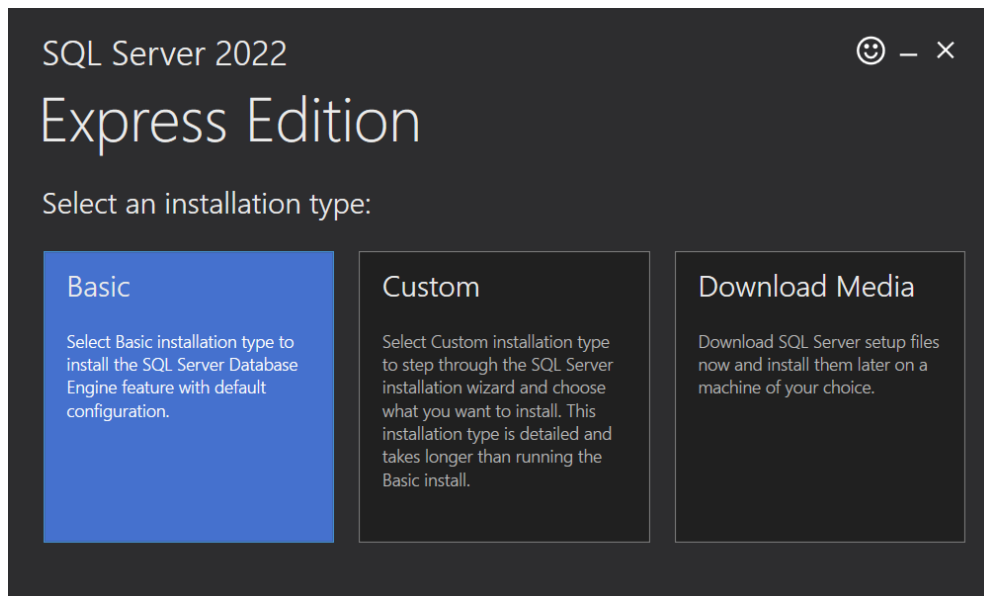 SQL Server 2022
Express Edition
Select an installation type:
Basic
Select Basic installation type to
install the SQL Server Database
Engine feature with default
configuration.
Custom
Select Custom installation type
to step through the SQL Server
installation wizard and choose
what you want to install. This
installation type is detailed and
takes longer than running the
Basic install.
Download Media
Download SQL Server setup files
now and install them later on a
machine of your choice.